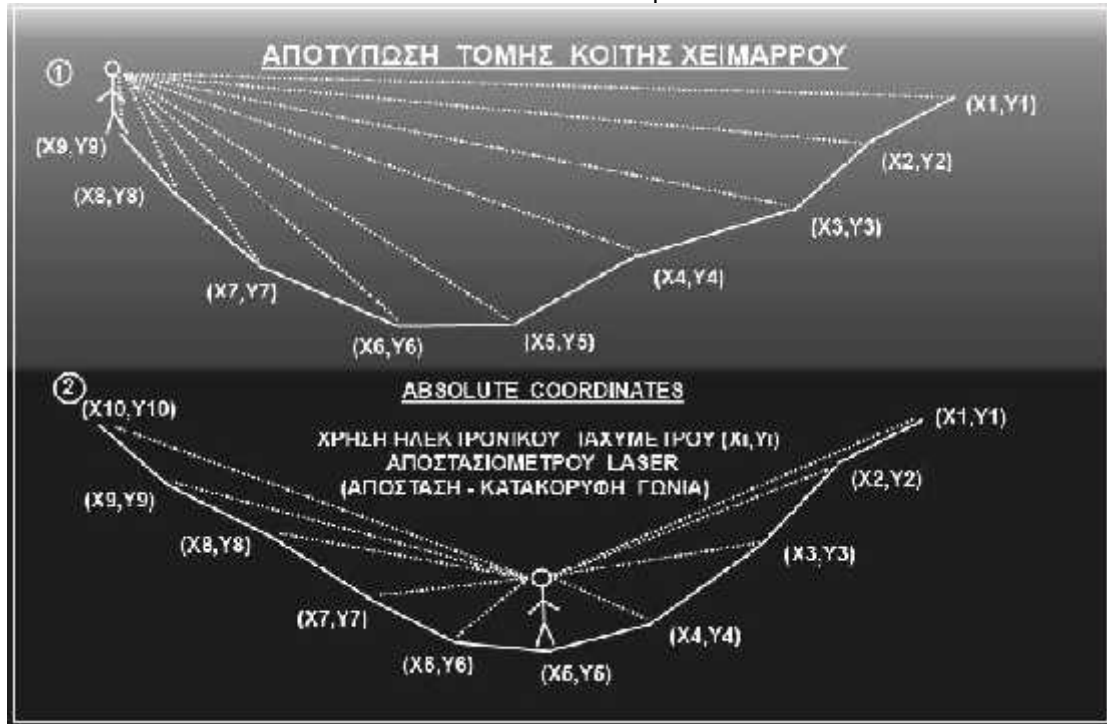 ΑΠΟΤΥΠΩΣΗ ΤΟΜΗΣ ΚΟΙΤΗΣ ΧΕΙΜΑΡΡΟΥ
1
(X1,Y1)
(X2,Y2)
(X3,Y3)
(X4,Y4)
(X5,Y5)
(X6,Y6)
(X7,Y7)
(X8,Y8)
(X9,Y9)
2
ABSOLUTE COORDINATES
ΧΡΗΣΗ ΗΛΕΚΤΡΟΝΙΚΟΥ ΤΑΧΥΜΕΤΡΟΥ (Xi,Yi)
ΑΠΟΣΤΑΣΙΟΜΕΤΡΟΥ LASER
(ΑΠΟΣΤΑΣΗ - ΚΑΤΑΚΟΡΥΦΗ ΓΩΝΙΑ)
(X1,Y1)
(X2,Y2)
(X3,Y3)
(X4,Y4)
(X5,Y5)
(X6,Y6)
(X7,Y7)
(X8,Y8)
(X9,Y9)
(X10,Y10)